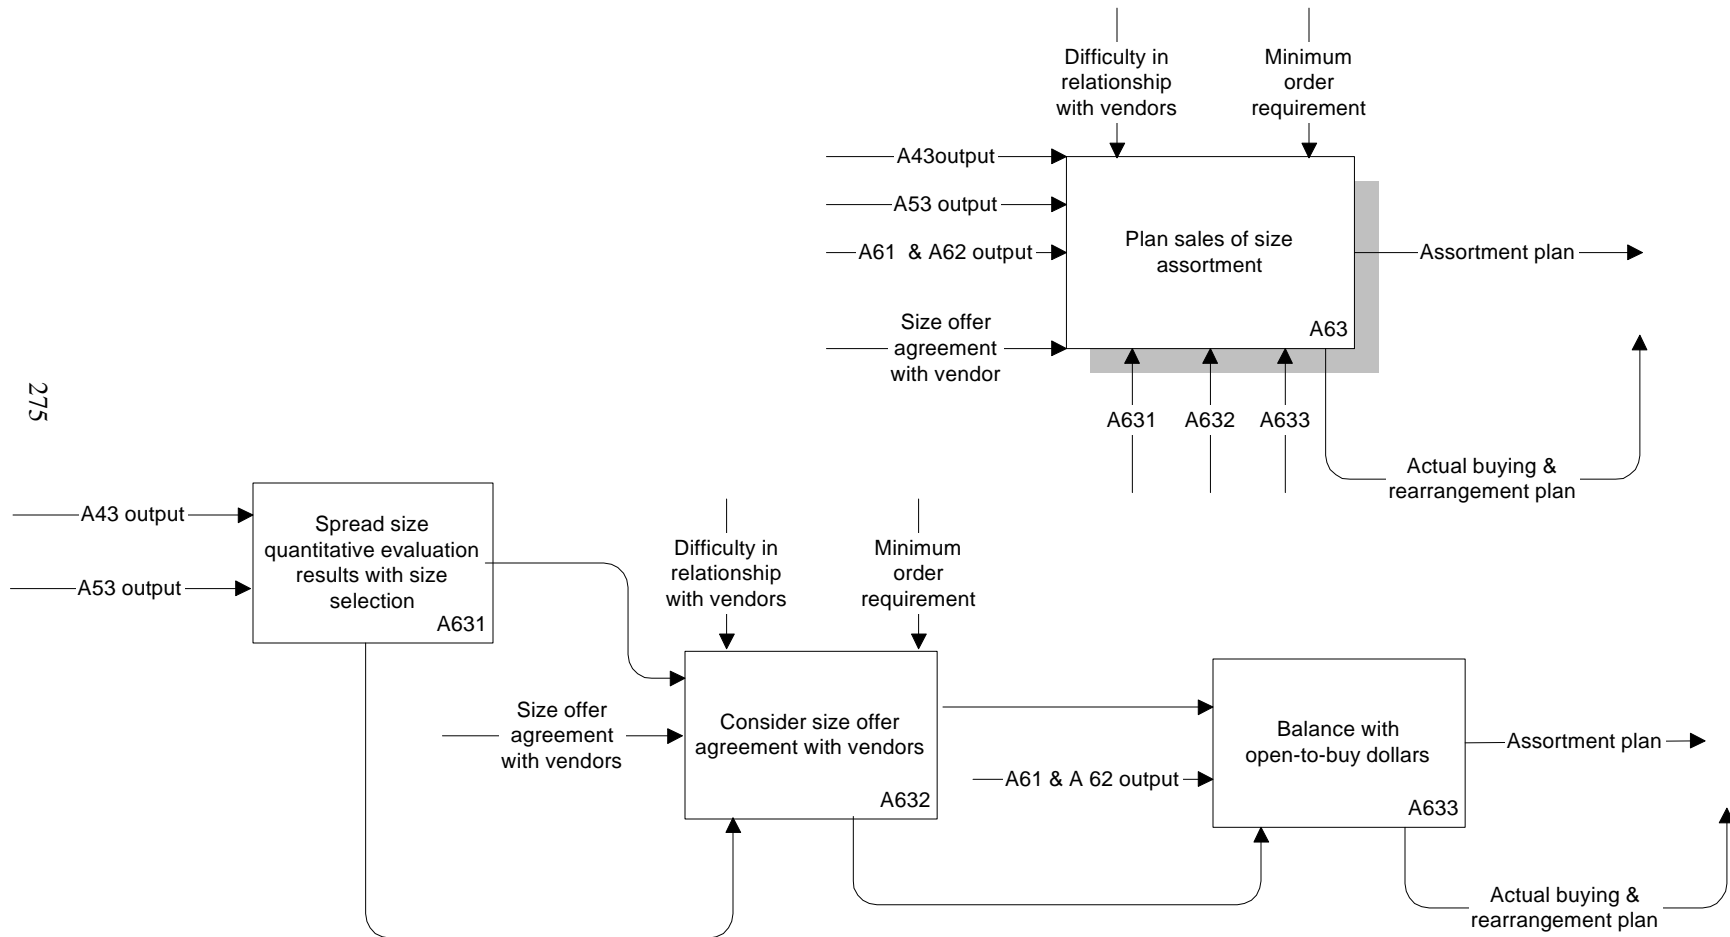 Difficulty in
relationship
with vendors
Minimum
order
requirement
A43output
A53 output
A61 & A62 output
Size offer
agreement
with vendor
Plan sales of size
assortment
A63
Assortment plan
A631
A632
A633
Actual buying &
rearrangement plan
275
A43 output
A53 output
Spread size
quantitative evaluation
results with size
selection
A631
Difficulty in
relationship
with vendors
Minimum
order
requirement
Size offer
agreement
with vendors
Consider size offer
agreement with vendors
A632
A61 & A 62 output
Balance with
open-to-buy dollars
A633
Assortment plan
Actual buying &
rearrangement plan